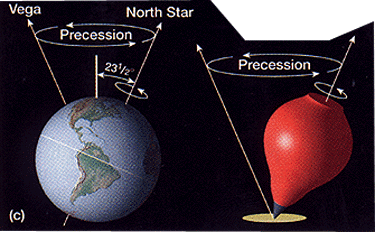 Vega
North Star
Precession
23½°
Precession
(c)